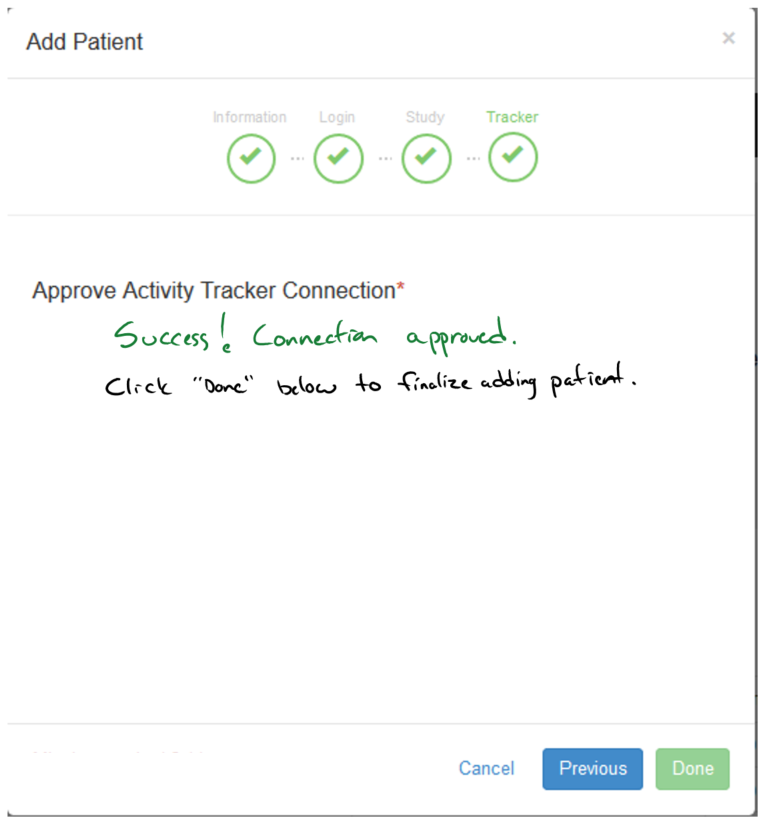 Add Patient ×
Information Login Study Tracker
... ... ...
Approve Activity Tracker Connection*
Success! Connection approved.
Click "Done" below to finalize adding patient.
Cancel Previous Done